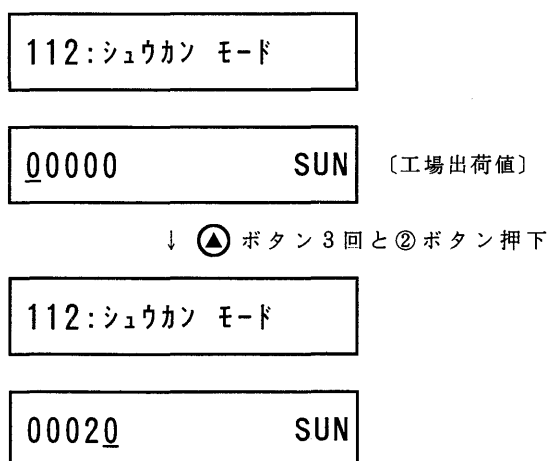 112:ｼｭｳｶﾝ ﾓｰﾄﾞ
00000 SUN 〔工場出荷値〕
↓ ▲ ボタン3回と②ボタン押下
112:ｼｭｳｶﾝ ﾓｰﾄﾞ
00020 SUN